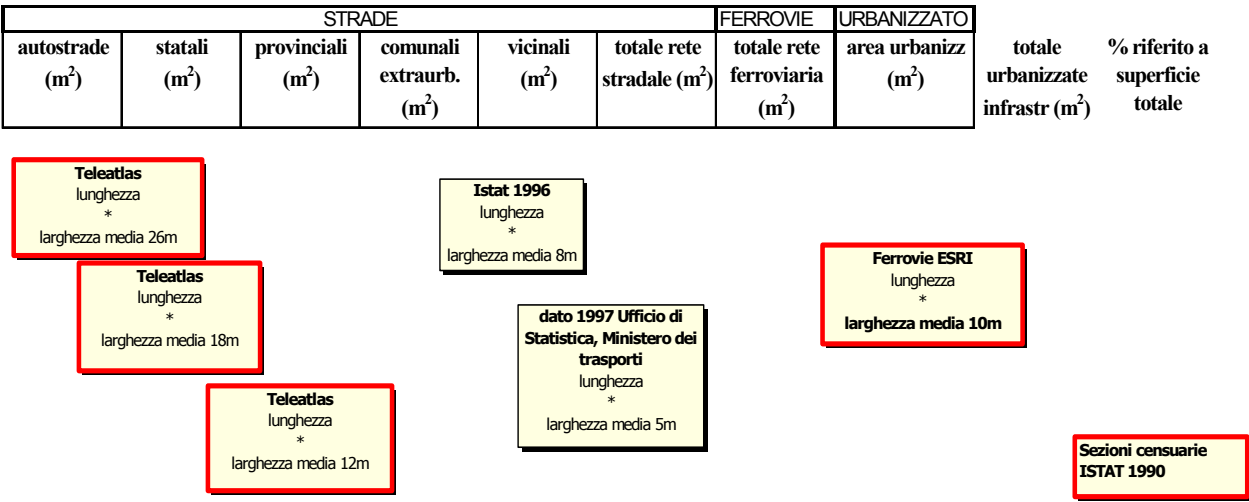 STRADE FERROVIE URBANIZZATO
autostrade (m²)
statali (m²)
provinciali (m²)
comunali extraurb. (m²)
vicinali (m²)
totale rete stradale (m²)
totale rete ferroviaria (m²)
area urbanizz (m²)
totale urbanizzate infrastr (m²)
% riferito a superficie totale
Teleatlas
lunghezza
*
larghezza media 26m
Teleatlas
lunghezza
*
larghezza media 18m
Teleatlas
lunghezza
*
larghezza media 12m
Istat 1996
lunghezza
*
larghezza media 8m
dato 1997 Ufficio di
Statistica, Ministero dei
trasporti
lunghezza
*
larghezza media 5m
Ferrovie ESRI
lunghezza
*
larghezza media 10m
Sezioni censuarie
ISTAT 1990